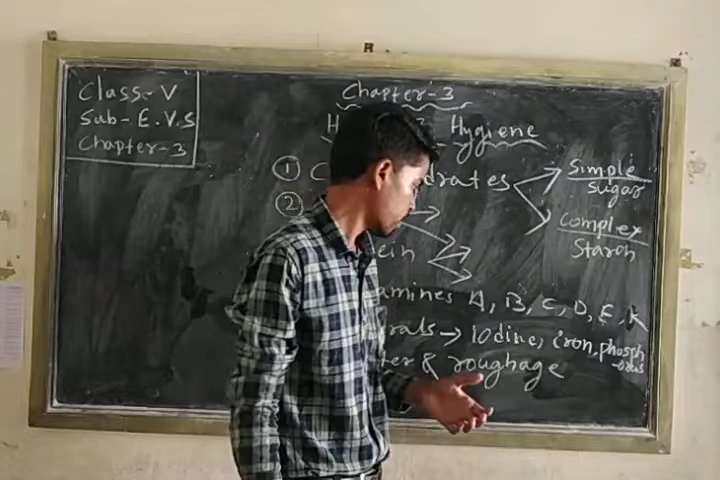 Class.- V
Sub- E.V.S
Chapter-3
Chapter-3
H Hygiene
① C drates Simple
sugar
②
complex
Starch
ein
amines A, B, C, D, E, K
rals → Iodine, iron, phosph
-orus
ter & roughage